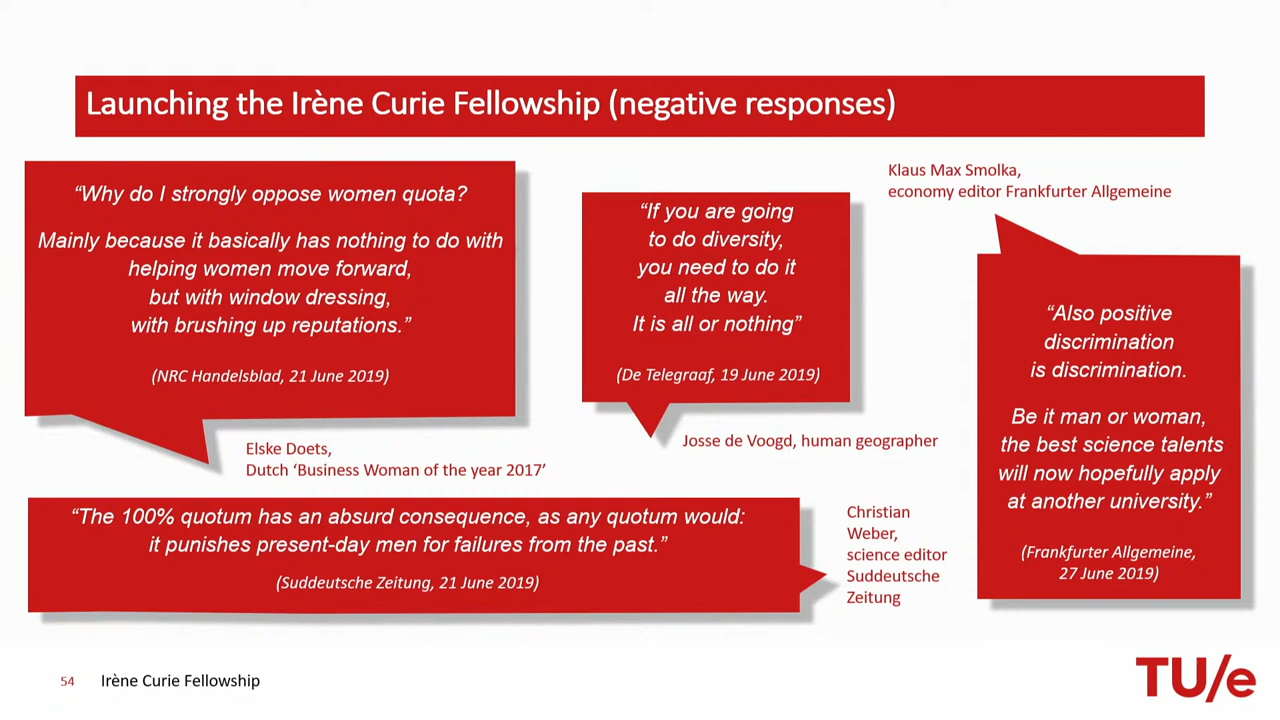 Launching the Irène Curie Fellowship (negative responses)
“Why do I strongly oppose women quota?
Mainly because it basically has nothing to do with
helping women move forward,
but with window dressing,
with brushing up reputations.”
(NRC Handelsblad, 21 June 2019)
Elske Doets,
Dutch ‘Business Woman of the year 2017’
“If you are going
to do diversity,
you need to do it
all the way.
It is all or nothing”
(De Telegraaf, 19 June 2019)
Josse de Voogd, human geographer
Klaus Max Smolka,
economy editor Frankfurter Allgemeine
“Also positive
discrimination
is discrimination.
Be it man or woman,
the best science talents
will now hopefully apply
at another university.”
(Frankfurter Allgemeine,
27 June 2019)
“The 100% quotum has an absurd consequence, as any quotum would:
it punishes present-day men for failures from the past.”
(Suddeutsche Zeitung, 21 June 2019)
Christian
Weber,
science editor
Suddeutsche
Zeitung
54 Irène Curie Fellowship
TU/e